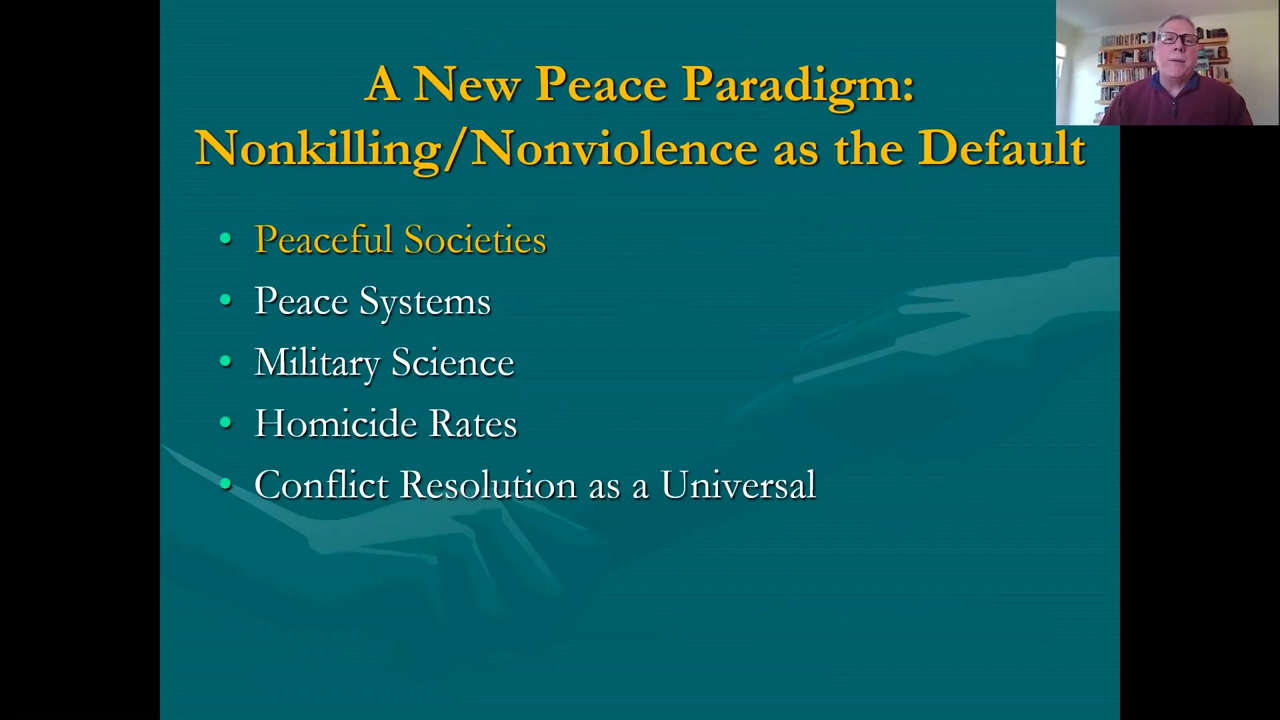 A New Peace Paradigm:
Nonkilling/Nonviolence as the Default
• Peaceful Societies
• Peace Systems
• Military Science
• Homicide Rates
• Conflict Resolution as a Universal